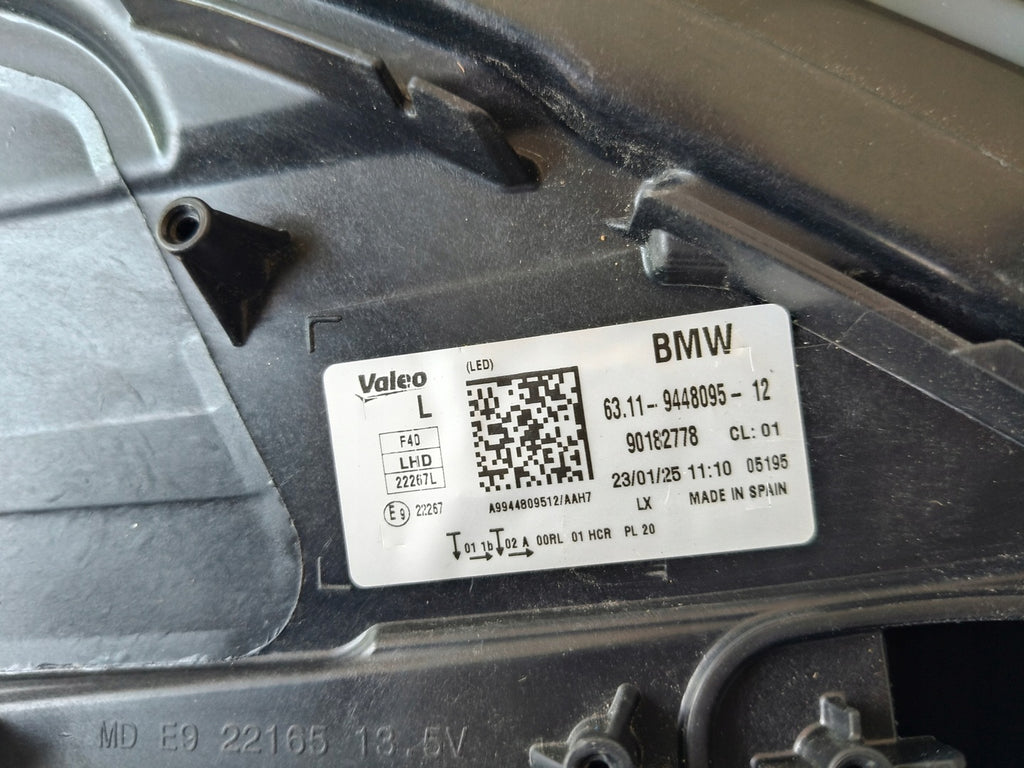 Valeo
L
F40
LHD
22267L
E9 22267
(LED)
A9944809512/AAH7
BMW
63.11-9448095-12
90182778 CL: 01
23/01/25 11:10 05195
LX MADE IN SPAIN
01 1b 02 A 00RL 01 HCR PL 20
MD E9 22165 13.5V